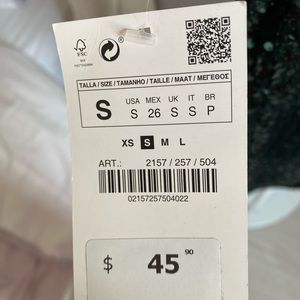 FSC
TALLA / SIZE / TAMANHO / TAILLE / MAAT / ΜΕΓΕΘΟΣ
S
USA MEX UK IT BR
S 26 S S P
XS S M L
ART.: 2157 / 257 / 504
02157257504022
$ 45 90